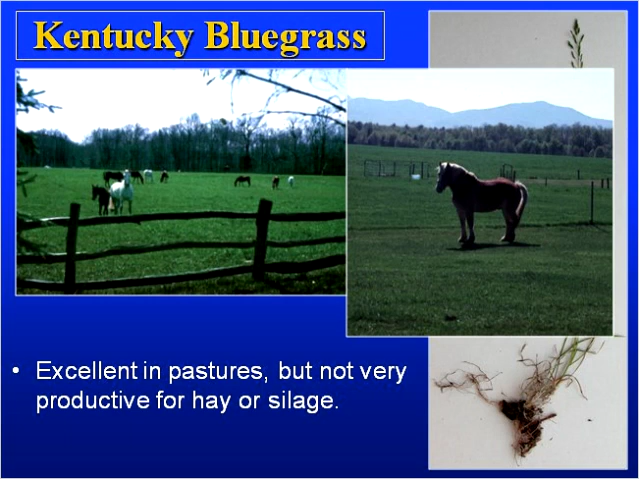 Kentucky Bluegrass
• Excellent in pastures, but not very
productive for hay or silage.